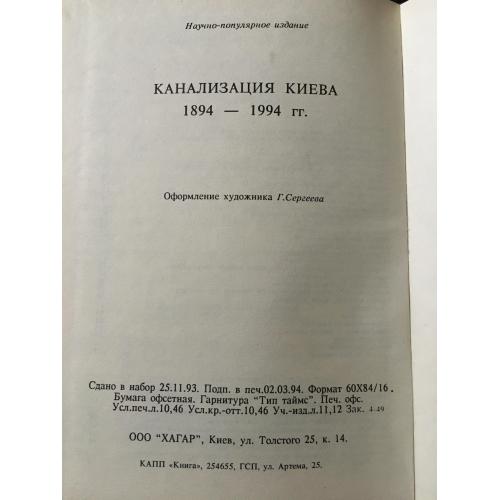 Научно-популярное издание
КАНАЛИЗАЦИЯ КИЕВА
1894 — 1994 гг.
Оформление художника Г.Сергеева
Сдано в набор 25.11.93. Подп. в печ.02.03.94. Формат 60X84/16.
Бумага офсетная. Гарнитура "Тип таймс". Печ. офс.
Усл.печ.л.10,46 Усл.кр.-отт.10,46 Уч.-изд.л.11,12 Зак. 4-49
ООО "ХАГАР", Киев, ул. Толстого 25, к. 14.
КАПП «Книга», 254655, ГСП, ул. Артема, 25.